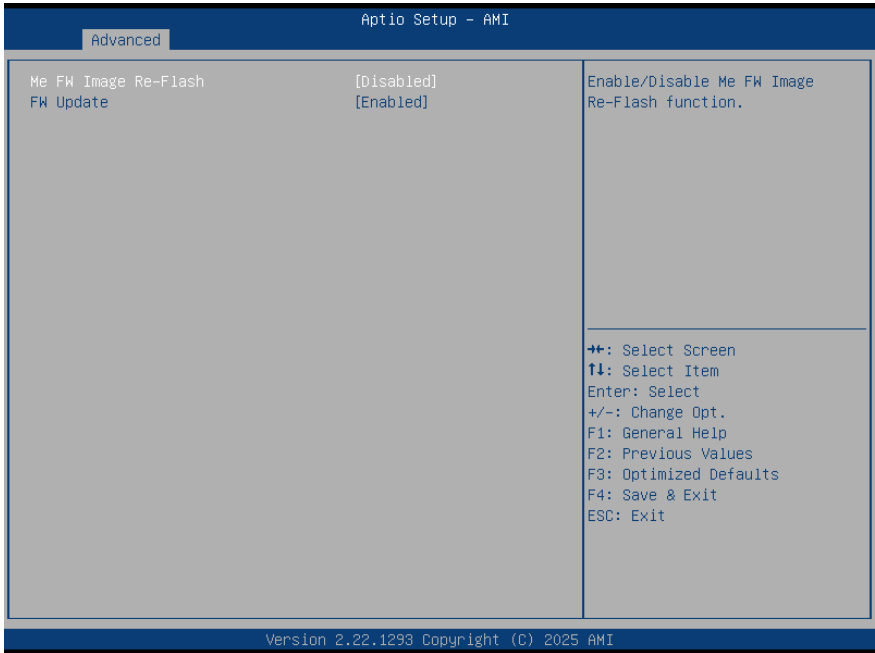 Aptio Setup – AMI
Advanced
Me FW Image Re-Flash [Disabled]
FW Update [Enabled]
Enable/Disable Me FW Image
Re-Flash function.
→←: Select Screen
↑↓: Select Item
Enter: Select
+/-: Change Opt.
F1: General Help
F2: Previous Values
F3: Optimized Defaults
F4: Save & Exit
ESC: Exit
Version 2.22.1293 Copyright (C) 2025 AMI